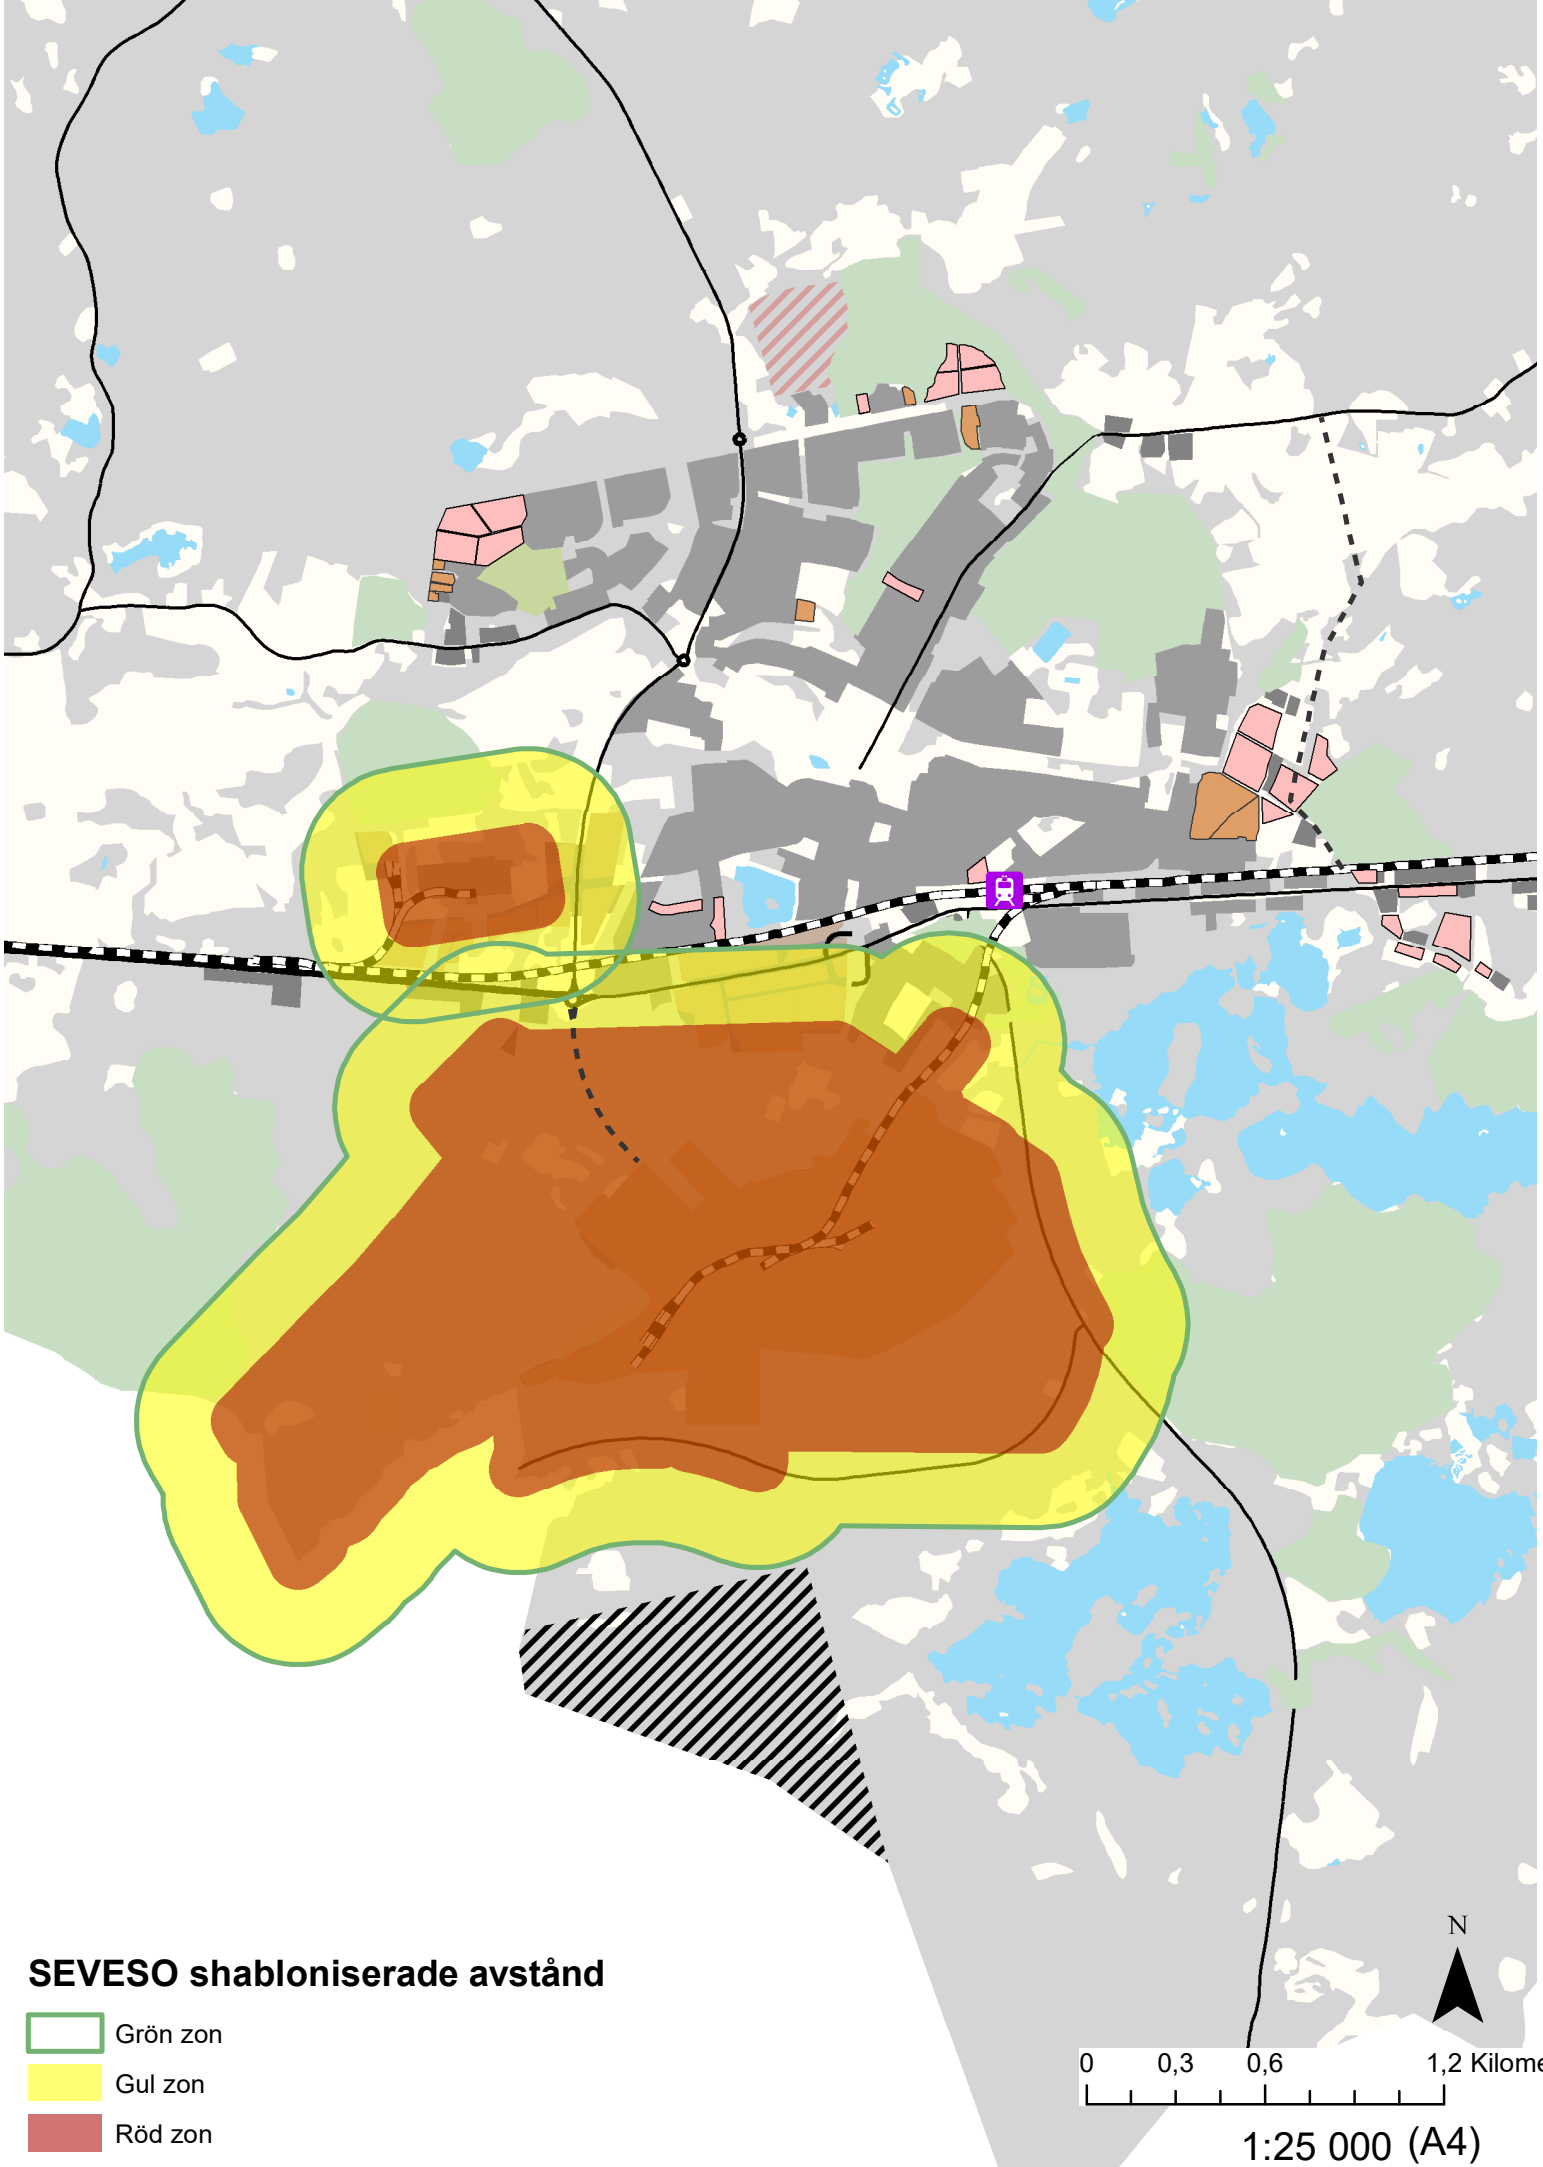 N
SEVESO shabloniserade avstånd
Grön zon
Gul zon
Röd zon
0 0,3 0,6 1,2 Kilome
1:25 000 (A4)